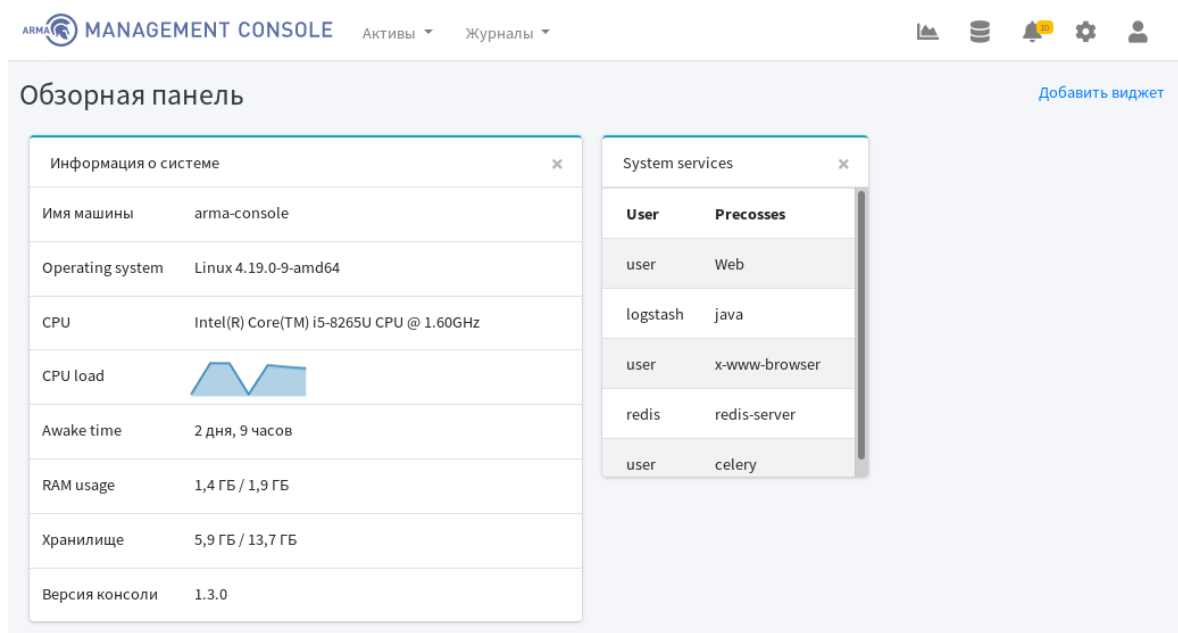 ARMA MANAGEMENT CONSOLE Активы Журналы 10
Обзорная панель Добавить виджет
Информация о системе ×
Имя машины arma-console
Operating system Linux 4.19.0-9-amd64
CPU Intel(R) Core(TM) i5-8265U CPU @ 1.60GHz
CPU load
Awake time 2 дня, 9 часов
RAM usage 1,4 ГБ / 1,9 ГБ
Хранилище 5,9 ГБ / 13,7 ГБ
Версия консоли 1.3.0
System services ×
User Precosses
user Web
logstash java
user x-www-browser
redis redis-server
user celery